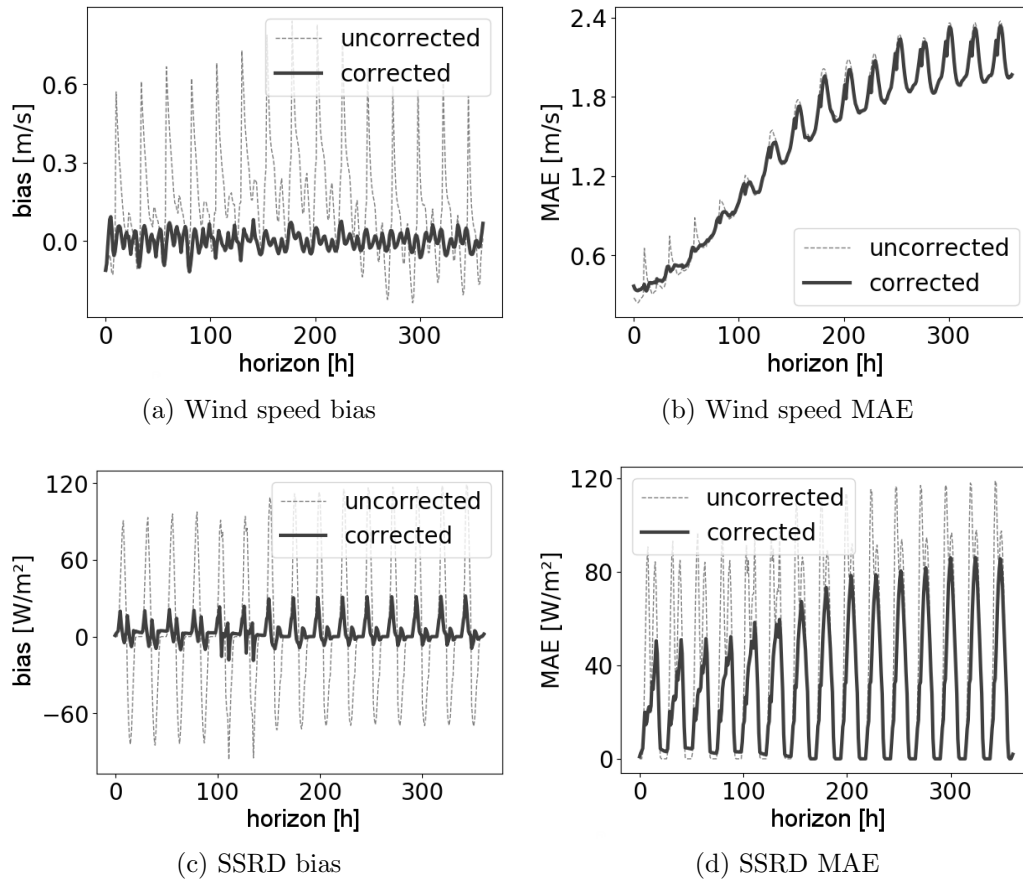 uncorrected
corrected
0.6
0.3
0.0
bias [m/s]
0
100
200
300
horizon [h]
(a) Wind speed bias
2.4
1.8
1.2
0.6
MAE [m/s]
uncorrected
corrected
0
100
200
300
horizon [h]
(b) Wind speed MAE
120
60
0
−60
bias [W/m²]
uncorrected
corrected
0
100
200
300
horizon [h]
(c) SSRD bias
120
80
40
0
MAE [W/m²]
uncorrected
corrected
0
100
200
300
horizon [h]
(d) SSRD MAE